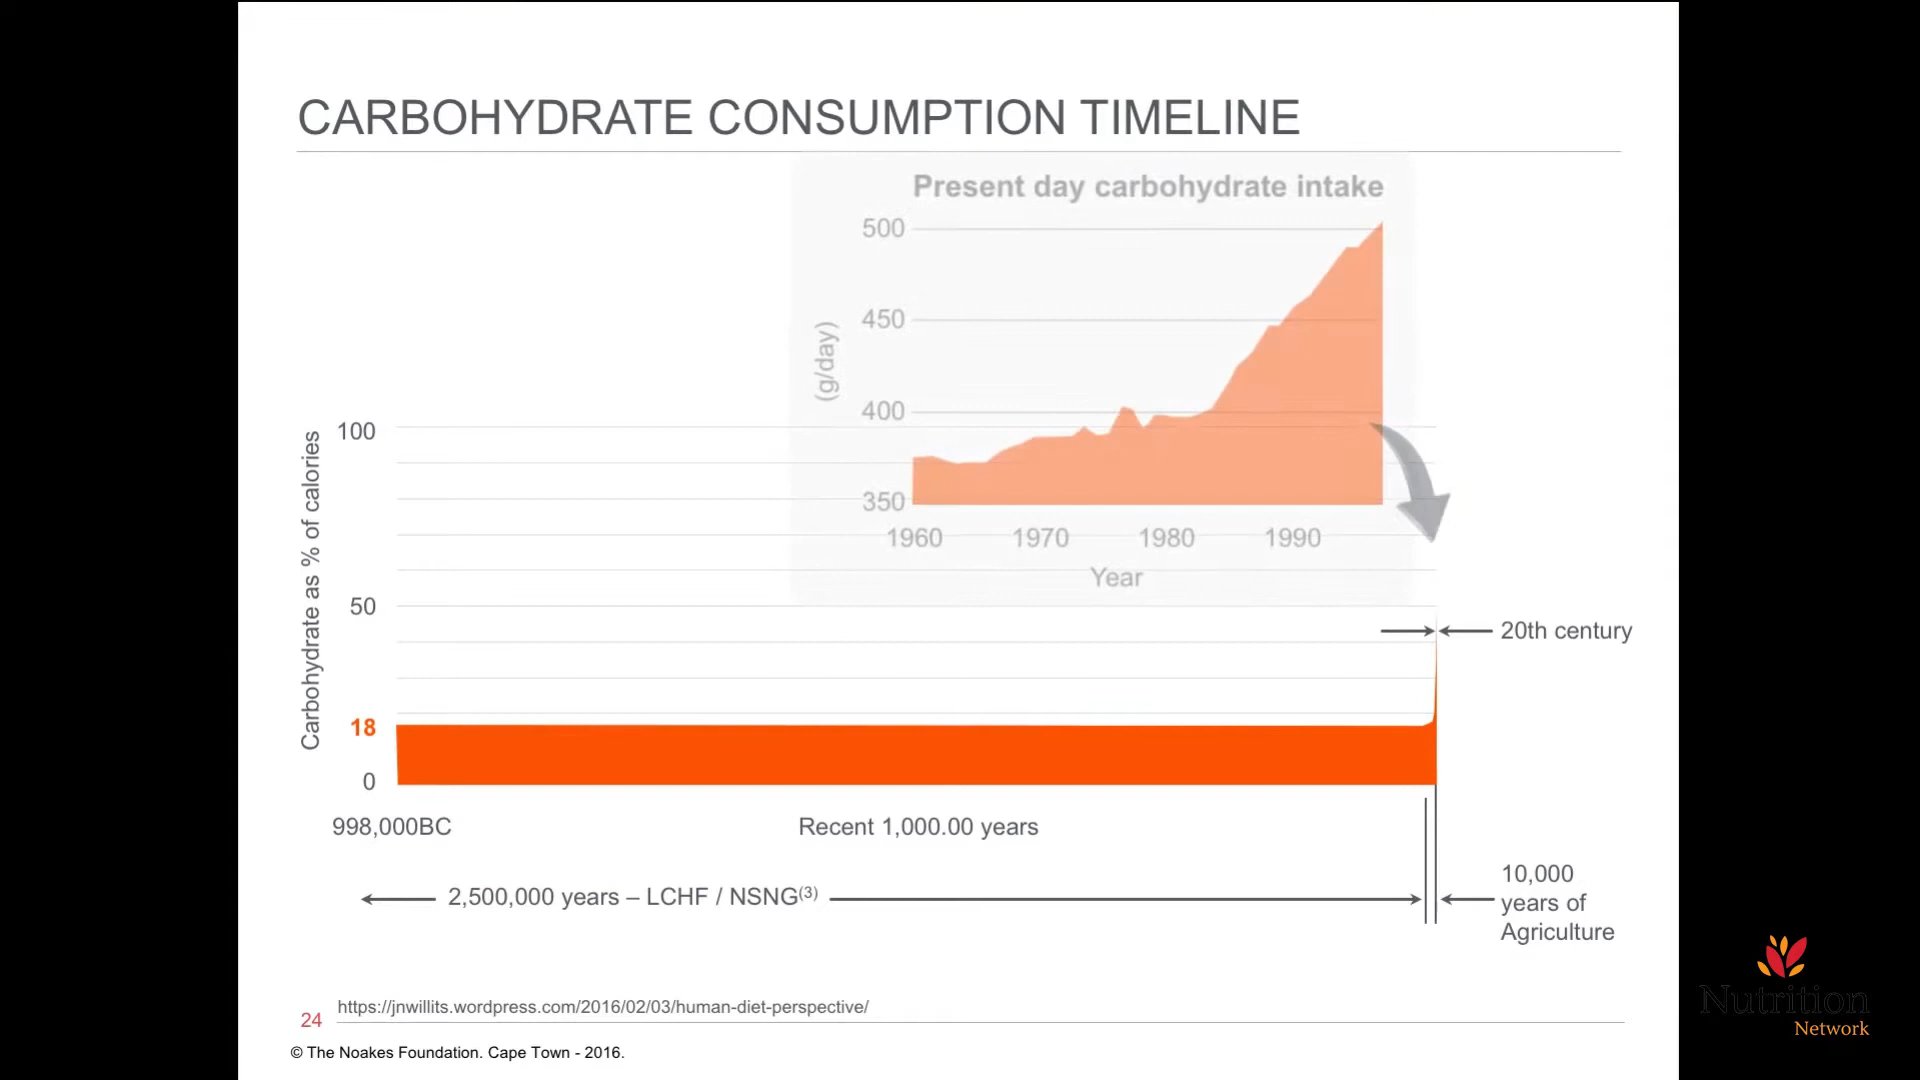 CARBOHYDRATE CONSUMPTION TIMELINE
Present day carbohydrate intake
(g/day)
500
450
400
350
1960 1970 1980 1990
Year
Carbohydrate as % of calories
100
50
18
0
20th century
998,000BC
Recent 1,000.00 years
2,500,000 years – LCHF / NSNG(3)
10,000
years of
Agriculture
https://jnwillits.wordpress.com/2016/02/03/human-diet-perspective/
24
© The Noakes Foundation. Cape Town - 2016.
Nutrition
Network